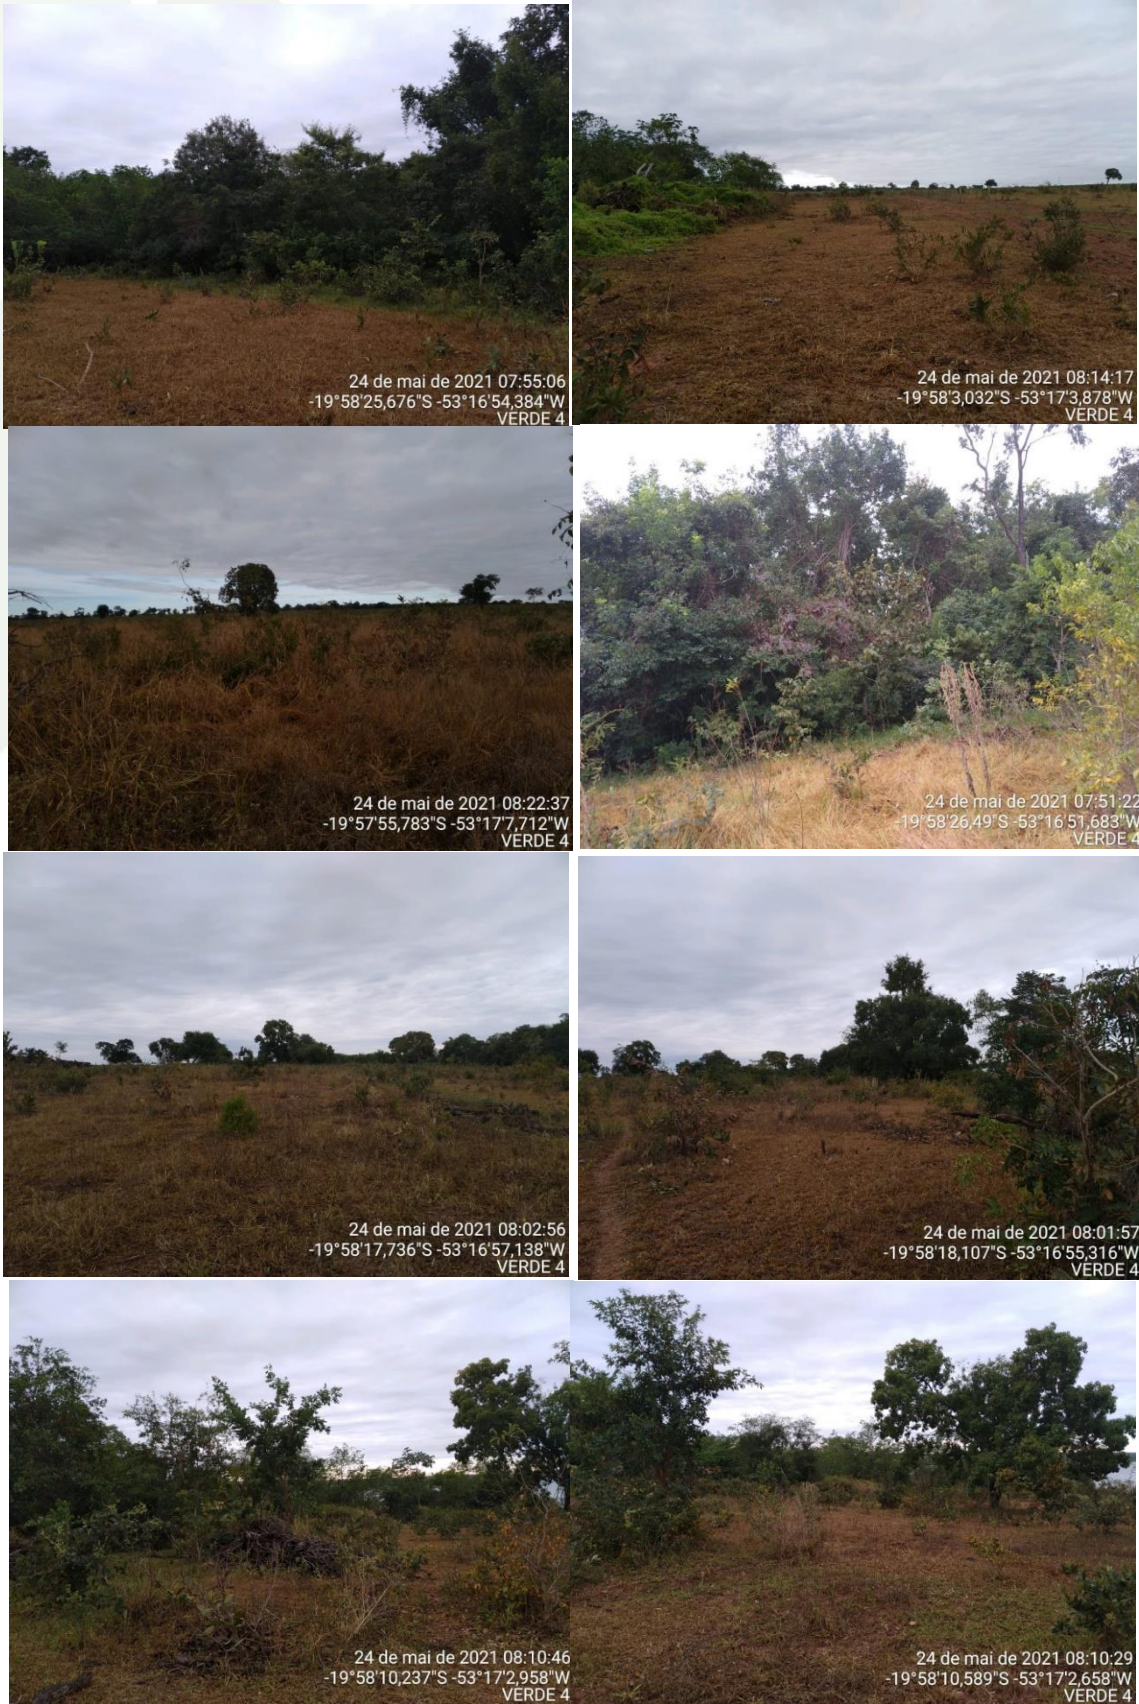 24 de mai de 2021 07:55:06
-19°58'25,676"S -53°16'54,384"W
VERDE 4
24 de mai de 2021 08:14:17
-19°58'3,032"S -53°17'3,878"W
VERDE 4
24 de mai de 2021 08:22:37
-19°57'55,783"S -53°17'7,712"W
VERDE 4
24 de mai de 2021 07:51:22
-19°58'26,49"S -53°16'51,683"W
VERDE 4
24 de mai de 2021 08:02:56
-19°58'17,736"S -53°16'57,138"W
VERDE 4
24 de mai de 2021 08:01:57
-19°58'18,107"S -53°16'55,316"W
VERDE 4
24 de mai de 2021 08:10:46
-19°58'10,237"S -53°17'2,958"W
VERDE 4
24 de mai de 2021 08:10:29
-19°58'10,589"S -53°17'2,658"W
VERDE 4